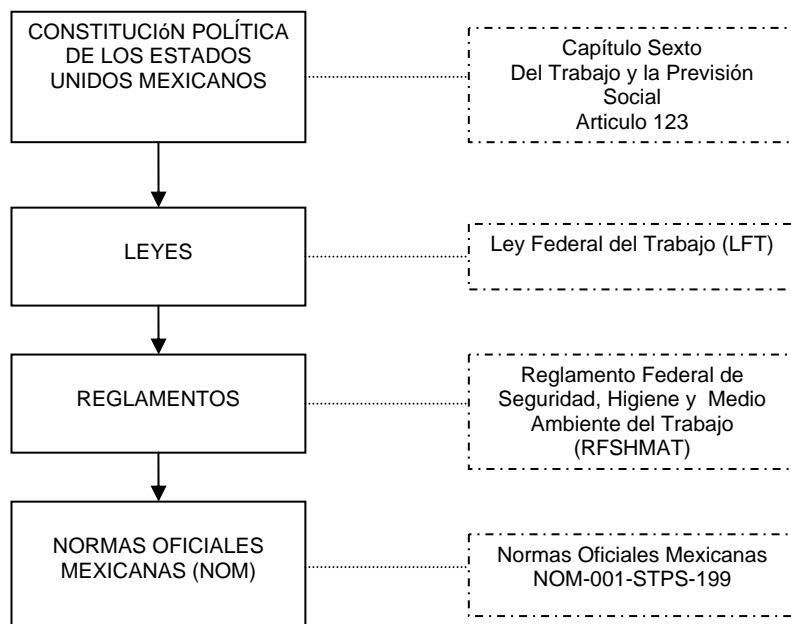 CONSTITUCIóN POLÍTICA
DE LOS ESTADOS
UNIDOS MEXICANOS
Capítulo Sexto
Del Trabajo y la Previsión
Social
Articulo 123
LEYES
Ley Federal del Trabajo (LFT)
REGLAMENTOS
Reglamento Federal de
Seguridad, Higiene y Medio
Ambiente del Trabajo
(RFSHMAT)
NORMAS OFICIALES
MEXICANAS (NOM)
Normas Oficiales Mexicanas
NOM-001-STPS-199